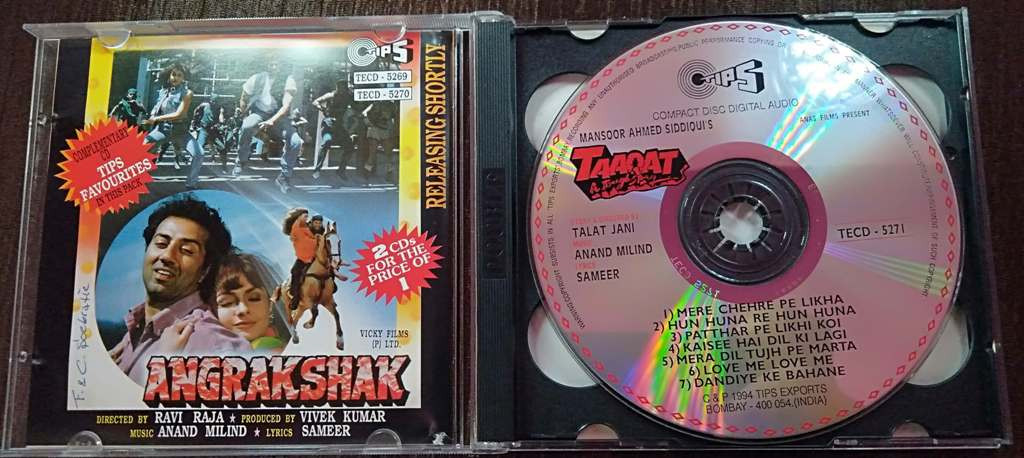 TIPS
TECD - 5269
TECD - 5270
RELEASING SHORTLY
COMPLEMENTARY
CD
TIPS
FAVOURITES
IN THIS PACK
2 CDs
FOR THE
PRICE OF
1
VICKY FILMS
(P) LTD.
ANGRAKSHAK
DIRECTED BY RAVI RAJA ★ PRODUCED BY VIVEK KUMAR
MUSIC ANAND MILIND ★ LYRICS SAMEER
TIPS
COMPACT DISC DIGITAL AUDIO
MANSOOR AHMED SIDDIQUI'S
ANAS FILMS PRESENT
TAAQAT
TALAT JANI
MUSIC
ANAND MILIND
LYRICS
SAMEER
TECD - 5271
1) MERE CHEHRE PE LIKHA
2) HUN HUNA RE HUN HUNA
3) PATTHAR PE LIKHI KOI
4) KAISEE HAI DIL KI LAGI
5) MERA DIL TUJH PE MARTA
6) LOVE ME LOVE ME
7) DANDIYE KE BAHANE
C & P 1994 TIPS EXPORTS
BOMBAY - 400 054.(INDIA)